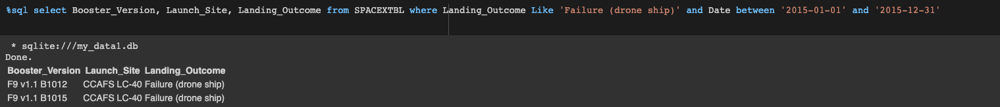 %sql select Booster_Version, Launch_Site, Landing_Outcome from SPACEXTBL where Landing_Outcome Like 'Failure (drone ship)' and Date between '2015-01-01' and '2015-12-31'
* sqlite:///my_data1.db
Done.
Booster_Version Launch_Site Landing_Outcome
F9 v1.1 B1012 CCAFS LC-40 Failure (drone ship)
F9 v1.1 B1015 CCAFS LC-40 Failure (drone ship)